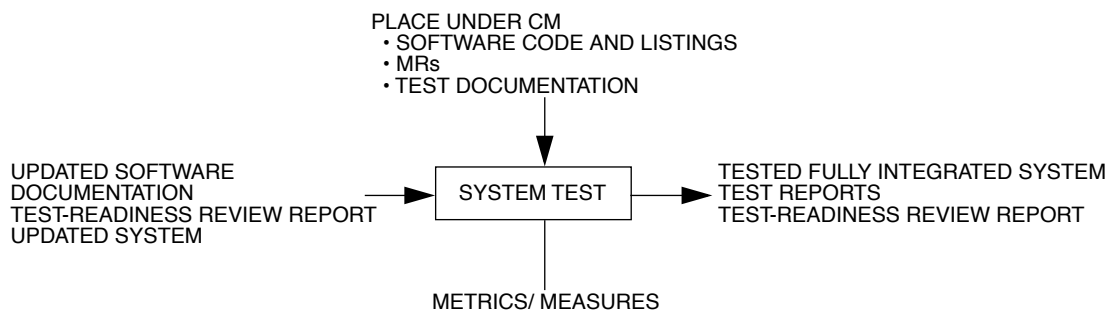 PLACE UNDER CM
• SOFTWARE CODE AND LISTINGS
• MRs
• TEST DOCUMENTATION
UPDATED SOFTWARE
DOCUMENTATION
TEST-READINESS REVIEW REPORT
UPDATED SYSTEM
SYSTEM TEST
TESTED FULLY INTEGRATED SYSTEM
TEST REPORTS
TEST-READINESS REVIEW REPORT
METRICS/ MEASURES